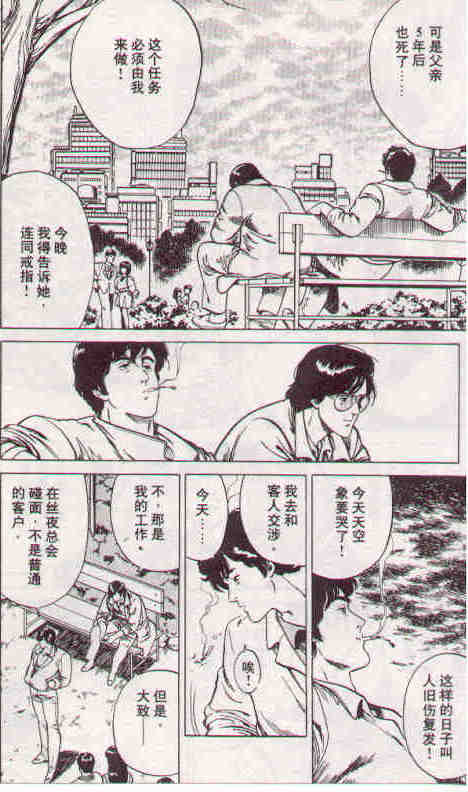 可是父亲
5年后
也死了……
这个任务
必须由我
来做！
今晚
我得告诉她，
连同戒指！
今天天空
象要哭了！
这样的日子叫
人旧伤复发！
我去和
客人交涉。
今天……
唉！
不，那是
我的工作。
在丝夜总会
碰面，不是普通
的客户。
但是，
大致——